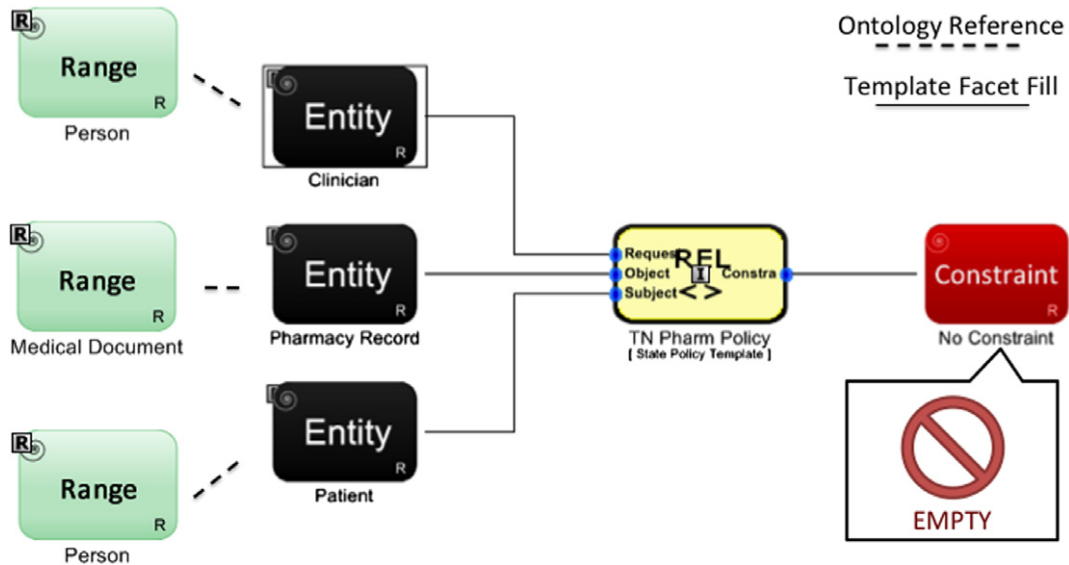 R
Range
R
Person
Entity
R
Clinician
R
Range
R
Medical Document
Entity
R
Pharmacy Record
R
Range
R
Person
Entity
R
Patient
Reques
Object
Subject
RFL
I
<>
Constra
TN Pharm Policy
[ State Policy Template ]
Ontology Reference
Template Facet Fill
Constraint
R
No Constraint
EMPTY